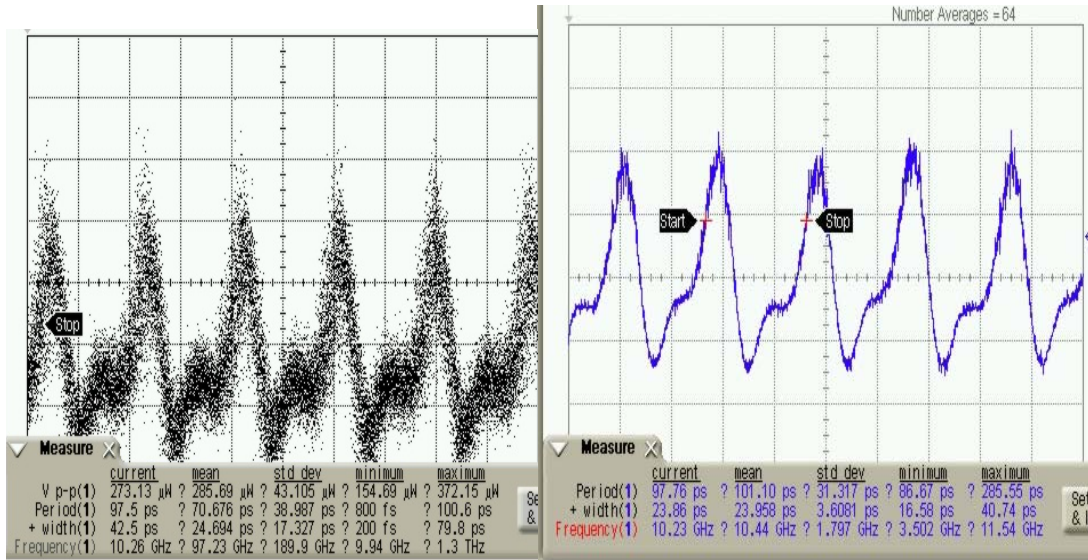 Number Averages = 64
Stop
Start
Stop
Measure
current mean std dev minimum maximum
V p-p(1) 273.13 µW ? 285.69 µW ? 43.105 µW ? 154.69 µW ? 372.15 µW
Period(1) 97.5 ps ? 70.676 ps ? 38.987 ps ? 800 fs ? 100.6 ps
+ width(1) 42.5 ps ? 24.694 ps ? 17.327 ps ? 200 fs ? 79.8 ps
Frequency(1) 10.26 GHz ? 97.23 GHz ? 189.9 GHz ? 9.94 GHz ? 1.3 THz
Se
&
Measure
current mean std dev minimum maximum
Period(1) 97.76 ps ? 101.10 ps ? 31.317 ps ? 86.67 ps ? 285.55 ps
+ width(1) 23.86 ps ? 23.958 ps ? 3.6081 ps ? 16.58 ps ? 40.74 ps
Frequency(1) 10.23 GHz ? 10.44 GHz ? 1.797 GHz ? 3.502 GHz ? 11.54 GHz
Se
&